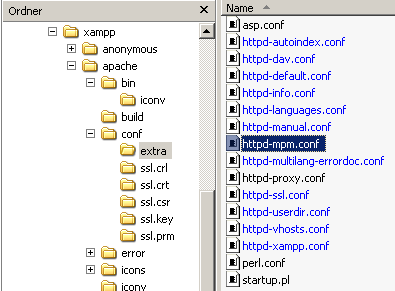 Ordner
xampp
anonymous
apache
bin
iconv
build
conf
extra
ssl.crl
ssl.crt
ssl.csr
ssl.key
ssl.prm
error
icons
iconv
Name
asp.conf
httpd-autoindex.conf
httpd-dav.conf
httpd-default.conf
httpd-info.conf
httpd-languages.conf
httpd-manual.conf
httpd-mpm.conf
httpd-multilang-errordoc.conf
httpd-proxy.conf
httpd-ssl.conf
httpd-userdir.conf
httpd-vhosts.conf
httpd-xampp.conf
perl.conf
startup.pl